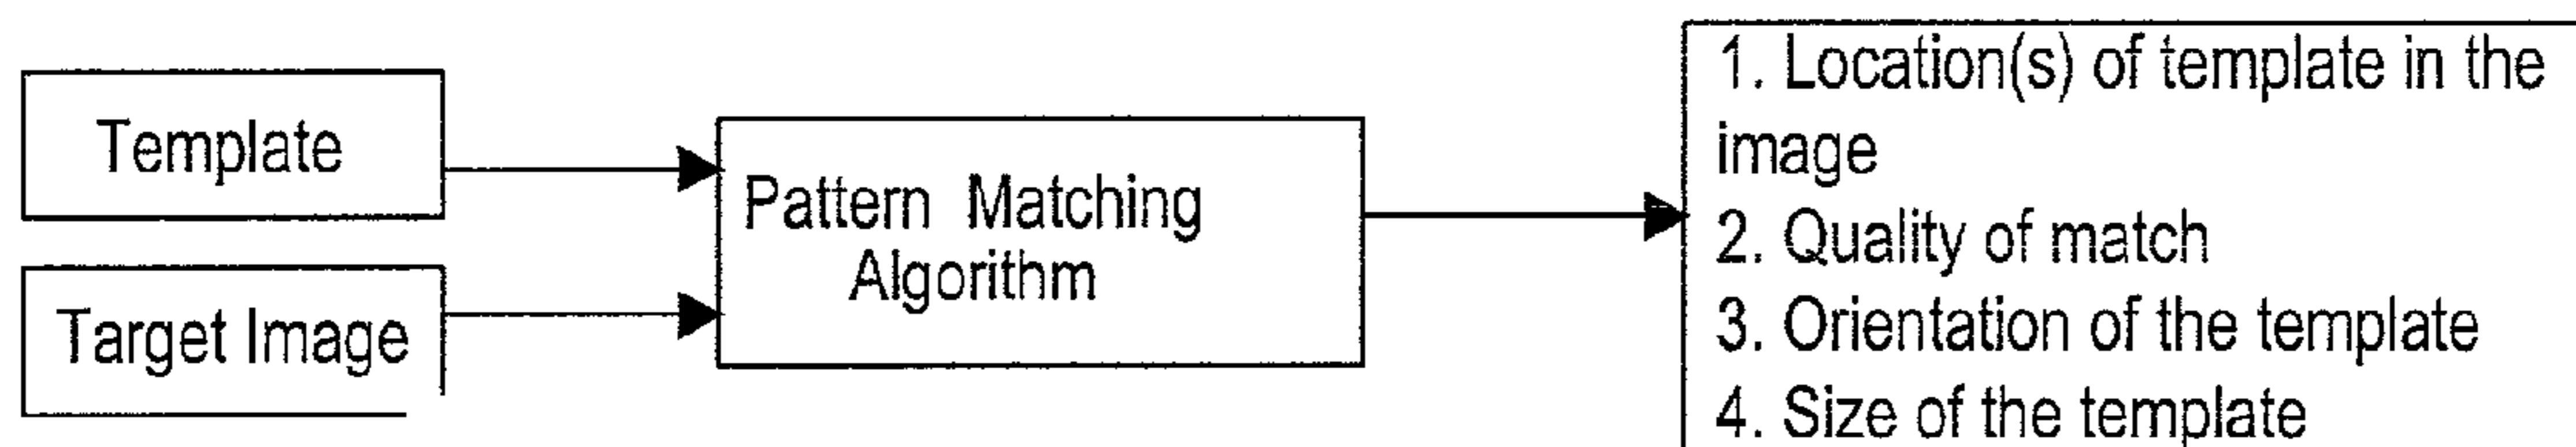 Template
Target Image
Pattern Matching
Algorithm
1. Location(s) of template in the
image
2. Quality of match
3. Orientation of the template
4. Size of the template